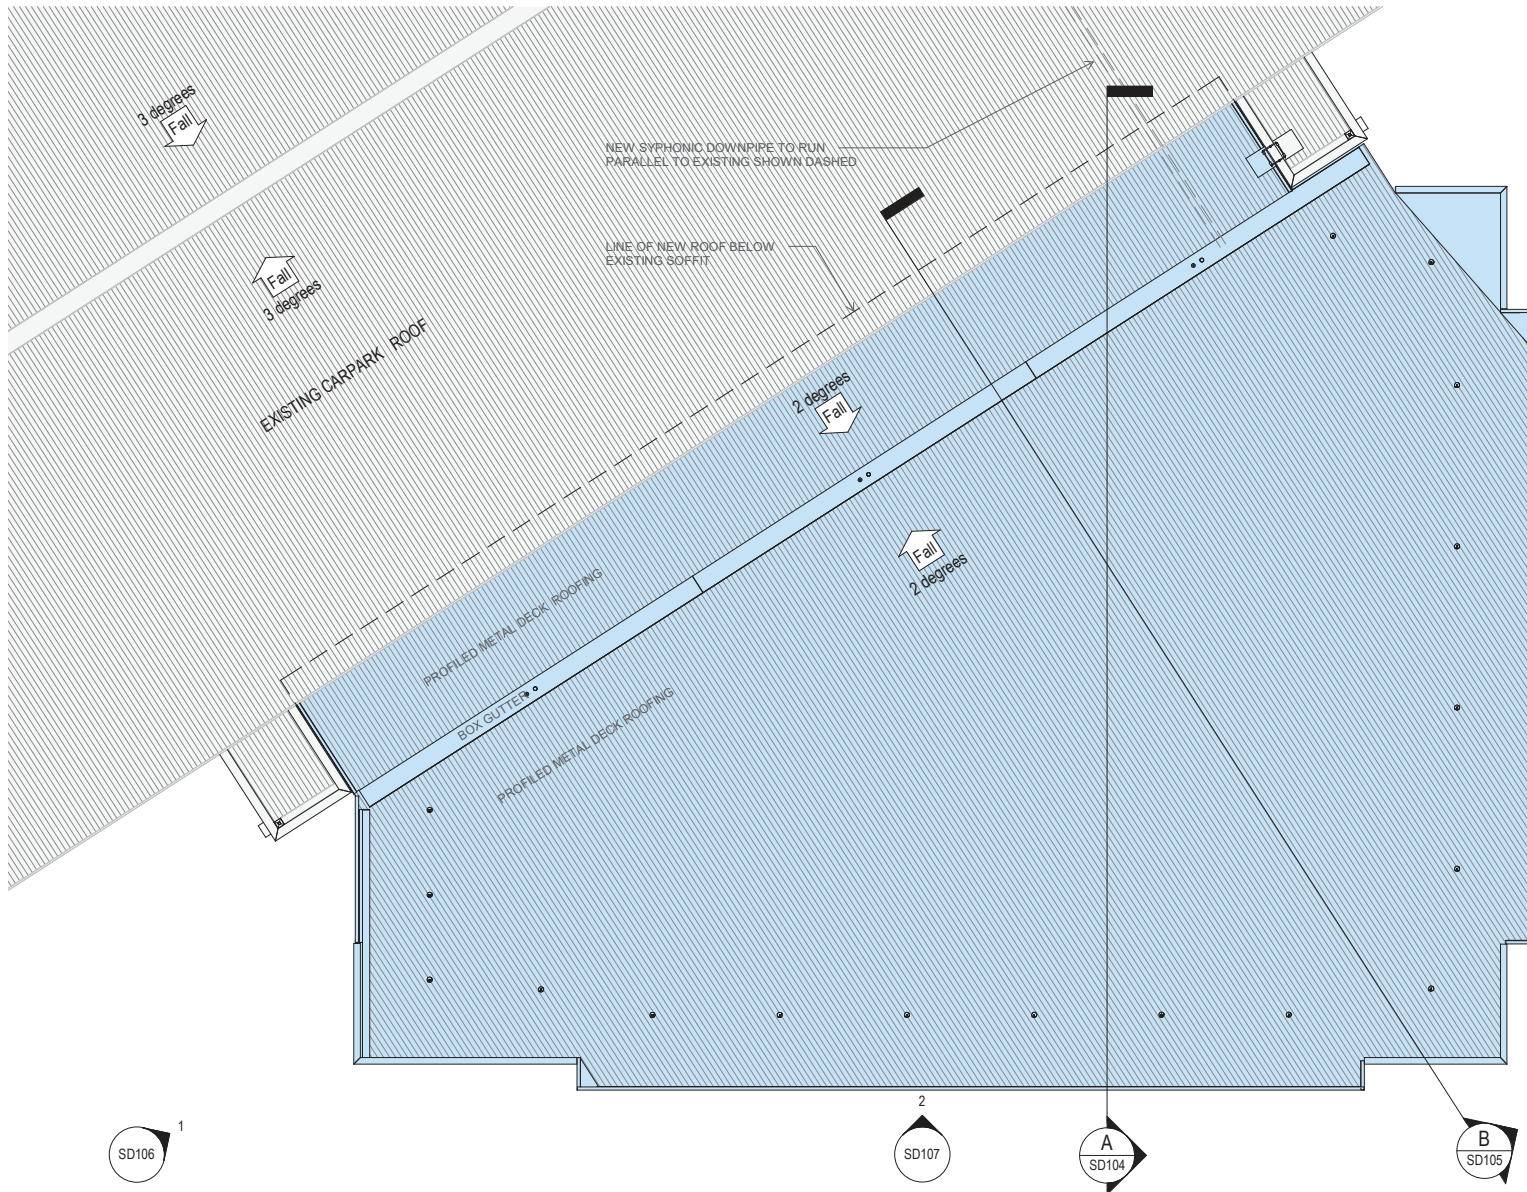 3 degrees
Fall
NEW SYPHONIC DOWNPIPE TO RUN
PARALLEL TO EXISTING SHOWN DASHED
LINE OF NEW ROOF BELOW
EXISTING SOFFIT
Fall
3 degrees
EXISTING CARPARK ROOF
2 degrees
Fall
Fall
2 degrees
PROFILED METAL DECK ROOFING
BOX GUTTER
PROFILED METAL DECK ROOFING
1
SD106
2
SD107
A
SD104
B
SD105